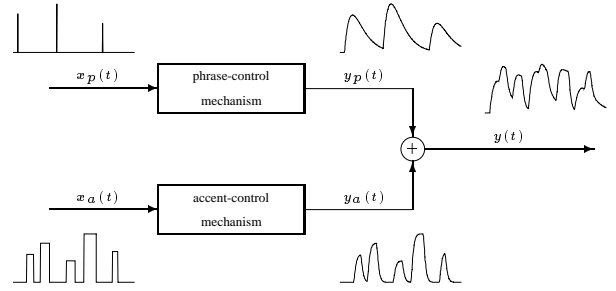 x_p(t)
phrase-control
mechanism
y_p(t)
y(t)
+
x_a(t)
accent-control
mechanism
y_a(t)